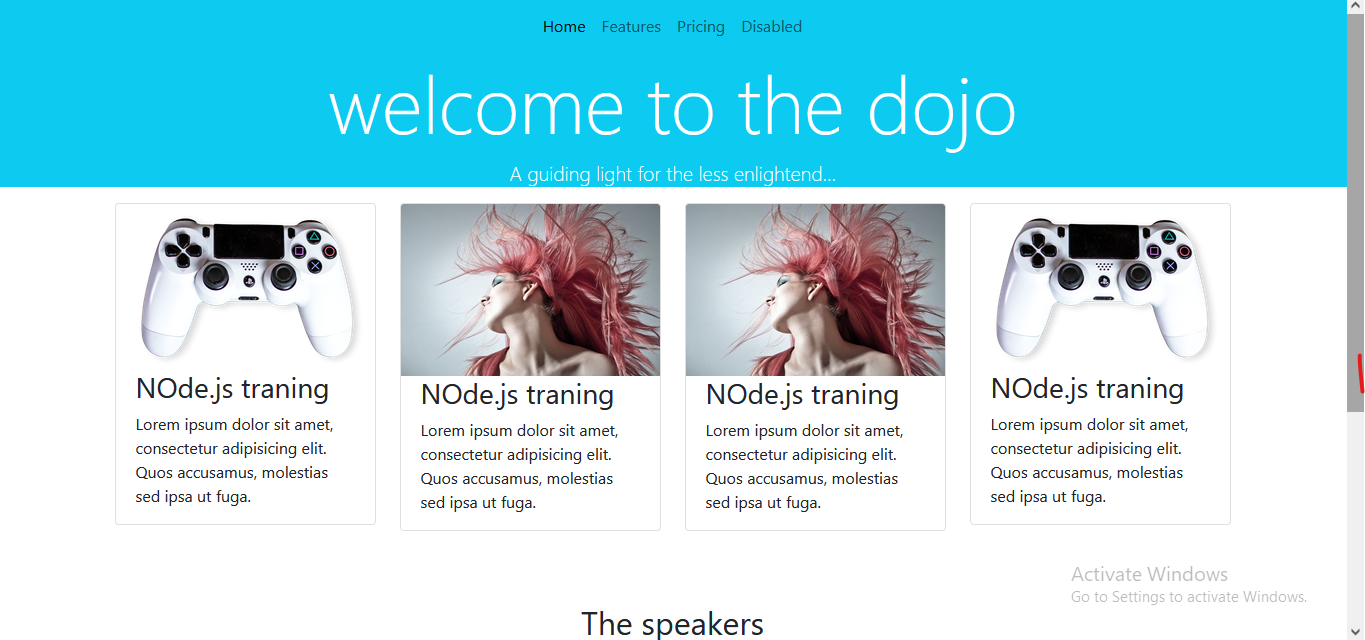 Home Features Pricing Disabled
welcome to the dojo
A guiding light for the less enlightend...
NOde.js traning
Lorem ipsum dolor sit amet,
consectetur adipisicing elit.
Quos accusamus, molestias
sed ipsa ut fuga.
NOde.js traning
Lorem ipsum dolor sit amet,
consectetur adipisicing elit.
Quos accusamus, molestias
sed ipsa ut fuga.
NOde.js traning
Lorem ipsum dolor sit amet,
consectetur adipisicing elit.
Quos accusamus, molestias
sed ipsa ut fuga.
NOde.js traning
Lorem ipsum dolor sit amet,
consectetur adipisicing elit.
Quos accusamus, molestias
sed ipsa ut fuga.
Activate Windows
Go to Settings to activate Windows.
The speakers